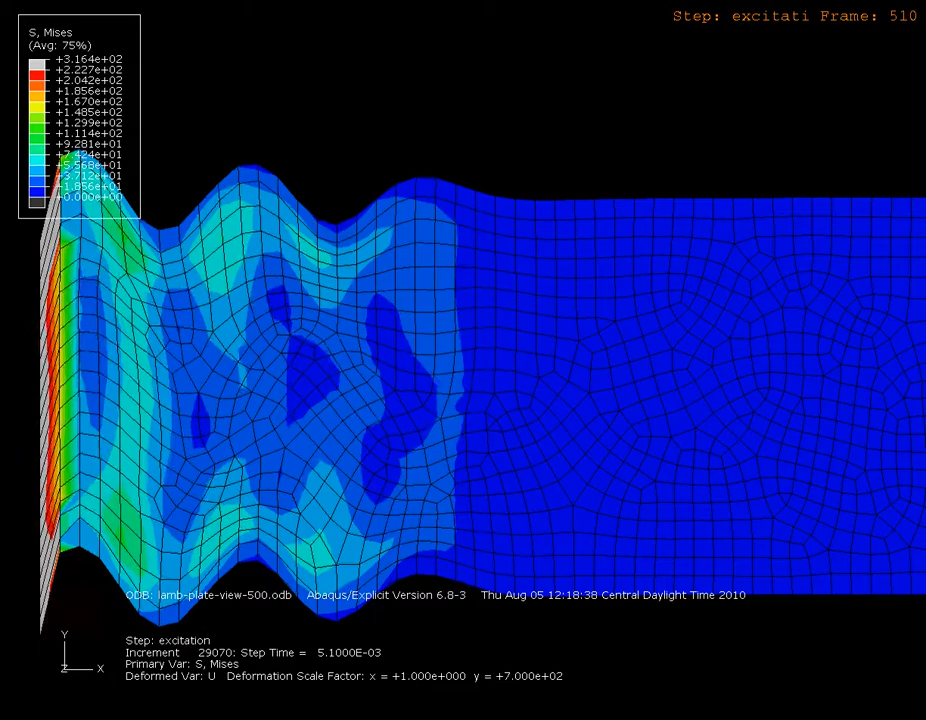 Step: excitati Frame: 510
S, Mises
(Avg: 75%)
+3.164e+02
+2.227e+02
+2.042e+02
+1.856e+02
+1.670e+02
+1.485e+02
+1.299e+02
+1.114e+02
+9.281e+01
+7.424e+01
+5.568e+01
+3.712e+01
+1.856e+01
+0.000e+00
ODB: lamb-plate-view-500.odb Abaqus/Explicit Version 6.8-3 Thu Aug 05 12:18:38 Central Daylight Time 2010
Y
Z X
Step: excitation
Increment 29070: Step Time = 5.1000E-03
Primary Var: S, Mises
Deformed Var: U Deformation Scale Factor: x = +1.000e+000 y = +7.000e+02